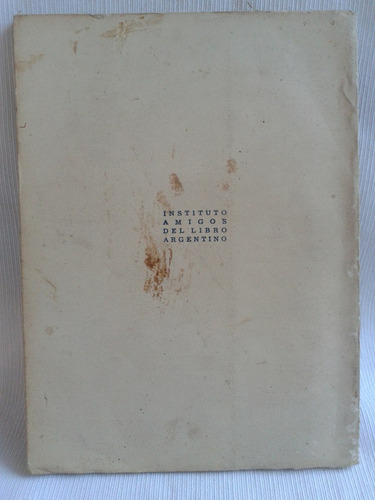 INSTITUTO
AMIGOS
DEL LIBRO
ARGENTINO